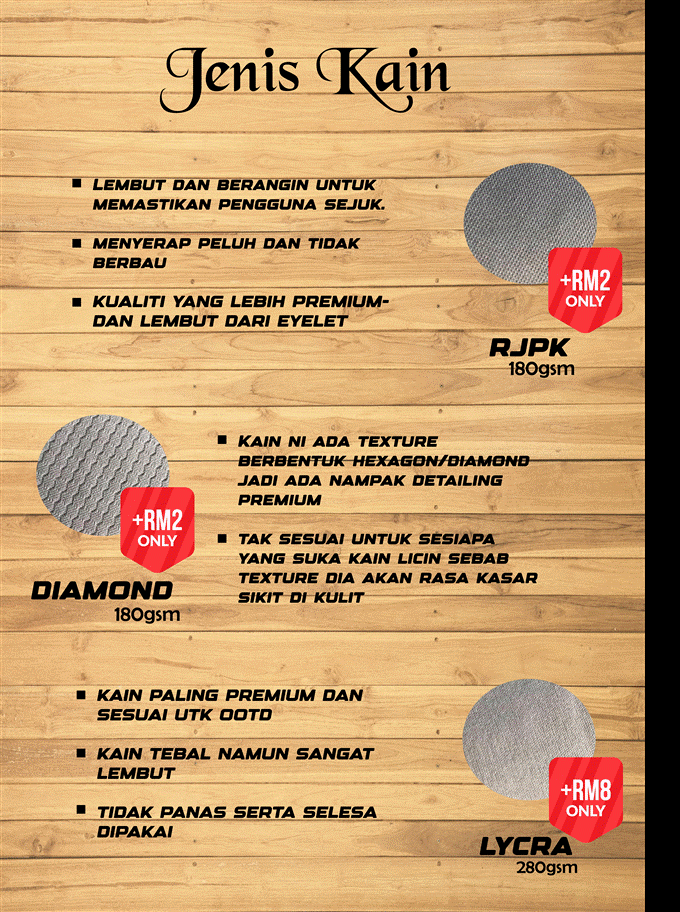 Jenis Kain
LEMBUT DAN BERANGIN UNTUK
MEMASTIKAN PENGGUNA SEJUK.
MENYERAP PELUH DAN TIDAK
BERBAU
KUALITI YANG LEBIH PREMIUM-
DAN LEMBUT DARI EYELET
+RM2
ONLY
RJPK
180gsm
KAIN NI ADA TEXTURE
BERBENTUK HEXAGON/DIAMOND
JADI ADA NAMPAK DETAILING
PREMIUM
TAK SESUAI UNTUK SESIAPA
YANG SUKA KAIN LICIN SEBAB
TEXTURE DIA AKAN RASA KASAR
SIKIT DI KULIT
+RM2
ONLY
DIAMOND
180gsm
KAIN PALING PREMIUM DAN
SESUAI UTK OOTD
KAIN TEBAL NAMUN SANGAT
LEMBUT
TIDAK PANAS SERTA SELESA
DIPAKAI
+RM8
ONLY
LYCRA
280gsm